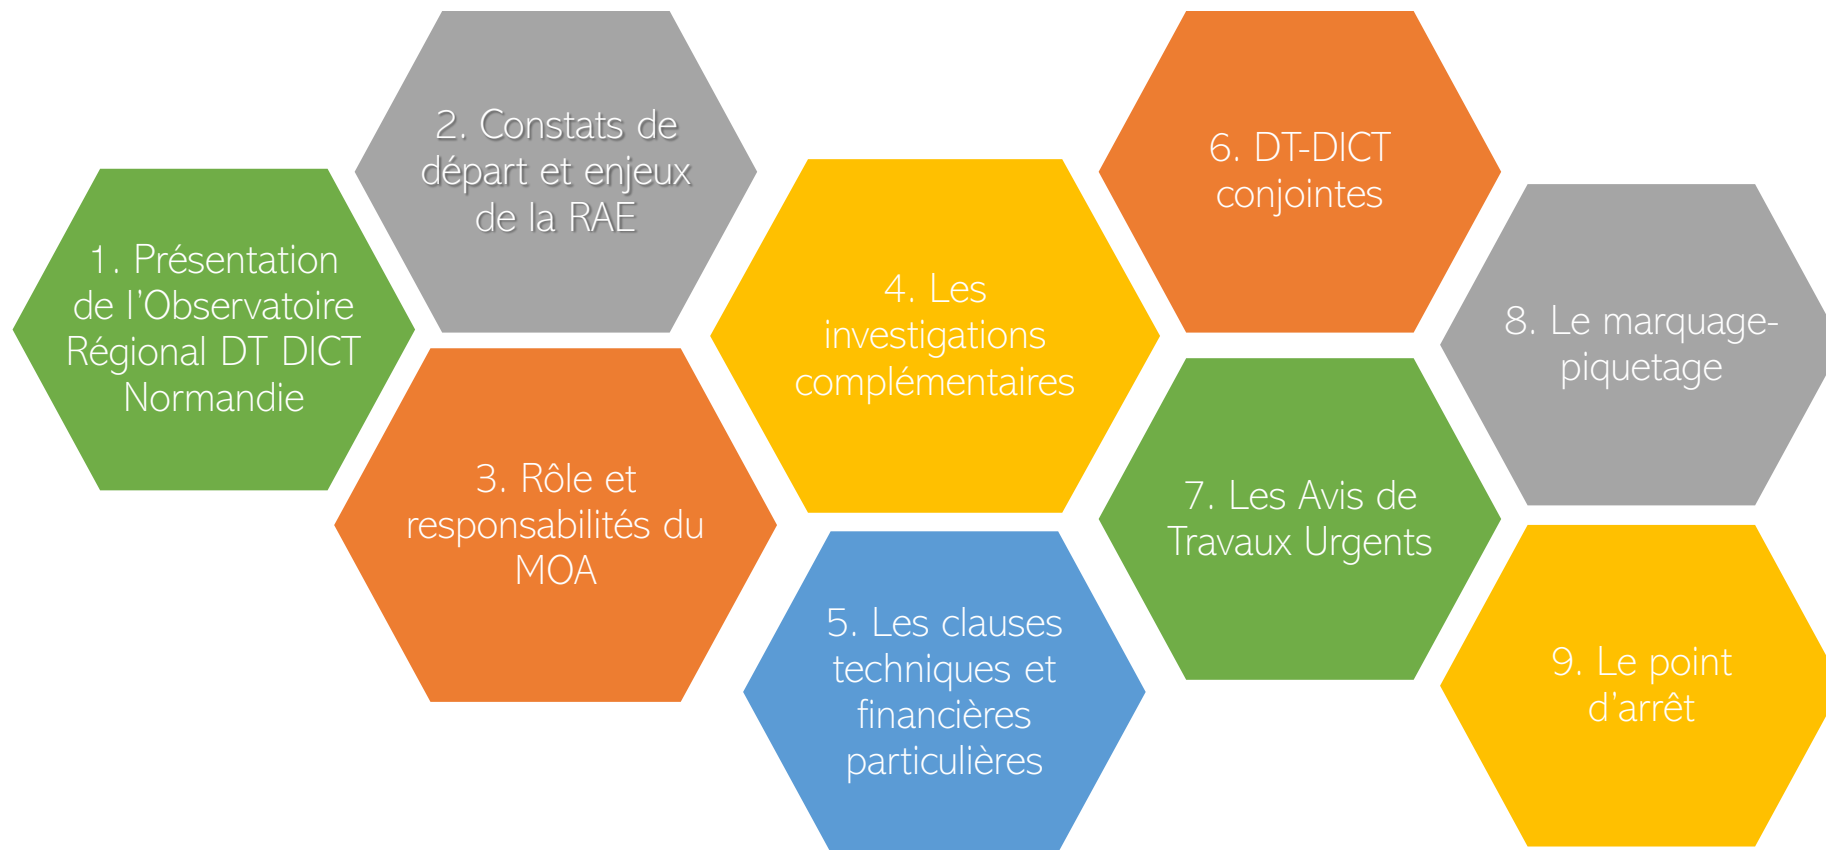 1. Présentation
de l'Observatoire
Régional DT DICT
Normandie
2. Constats de
départ et enjeux
de la RAE
3. Rôle et
responsabilités du
MOA
4. Les
investigations
complémentaires
5. Les clauses
techniques et
financières
particulières
6. DT-DICT
conjointes
7. Les Avis de
Travaux Urgents
8. Le marquage-
piquetage
9. Le point
d'arrêt